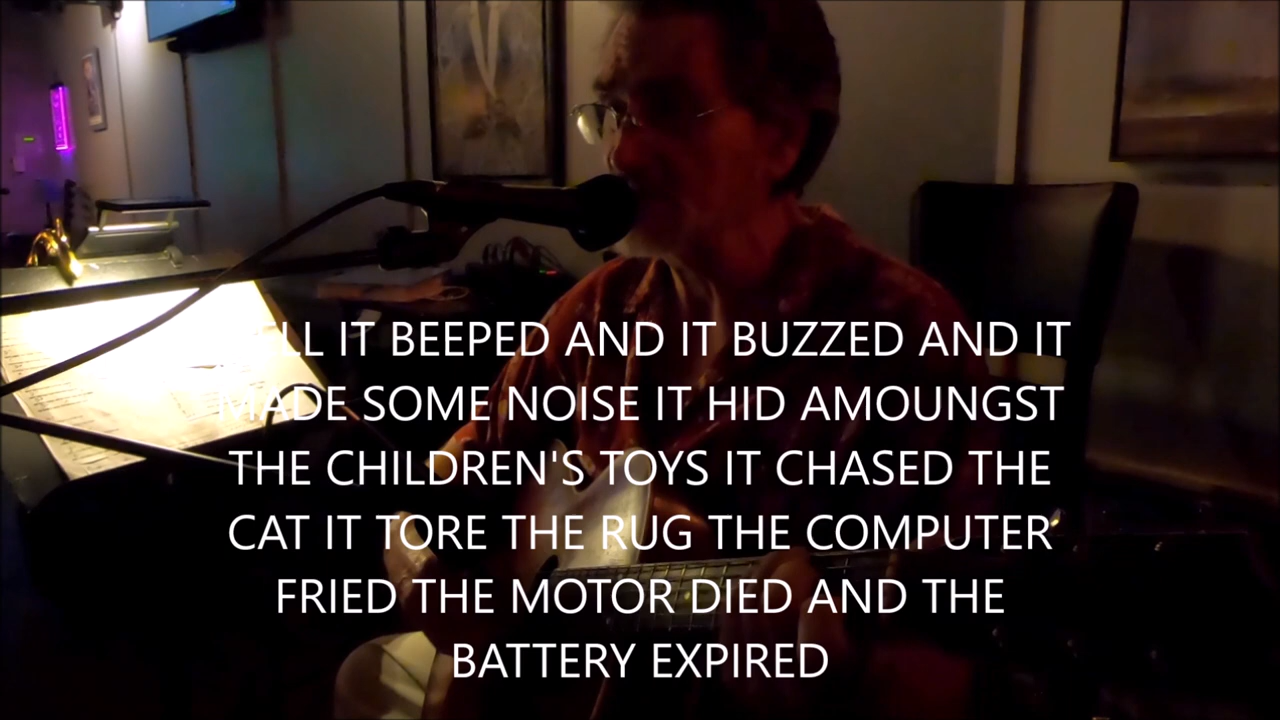 WELL IT BEEPED AND IT BUZZED AND IT
MADE SOME NOISE IT HID AMOUNGST
THE CHILDREN'S TOYS IT CHASED THE
CAT IT TORE THE RUG THE COMPUTER
FRIED THE MOTOR DIED AND THE
BATTERY EXPIRED